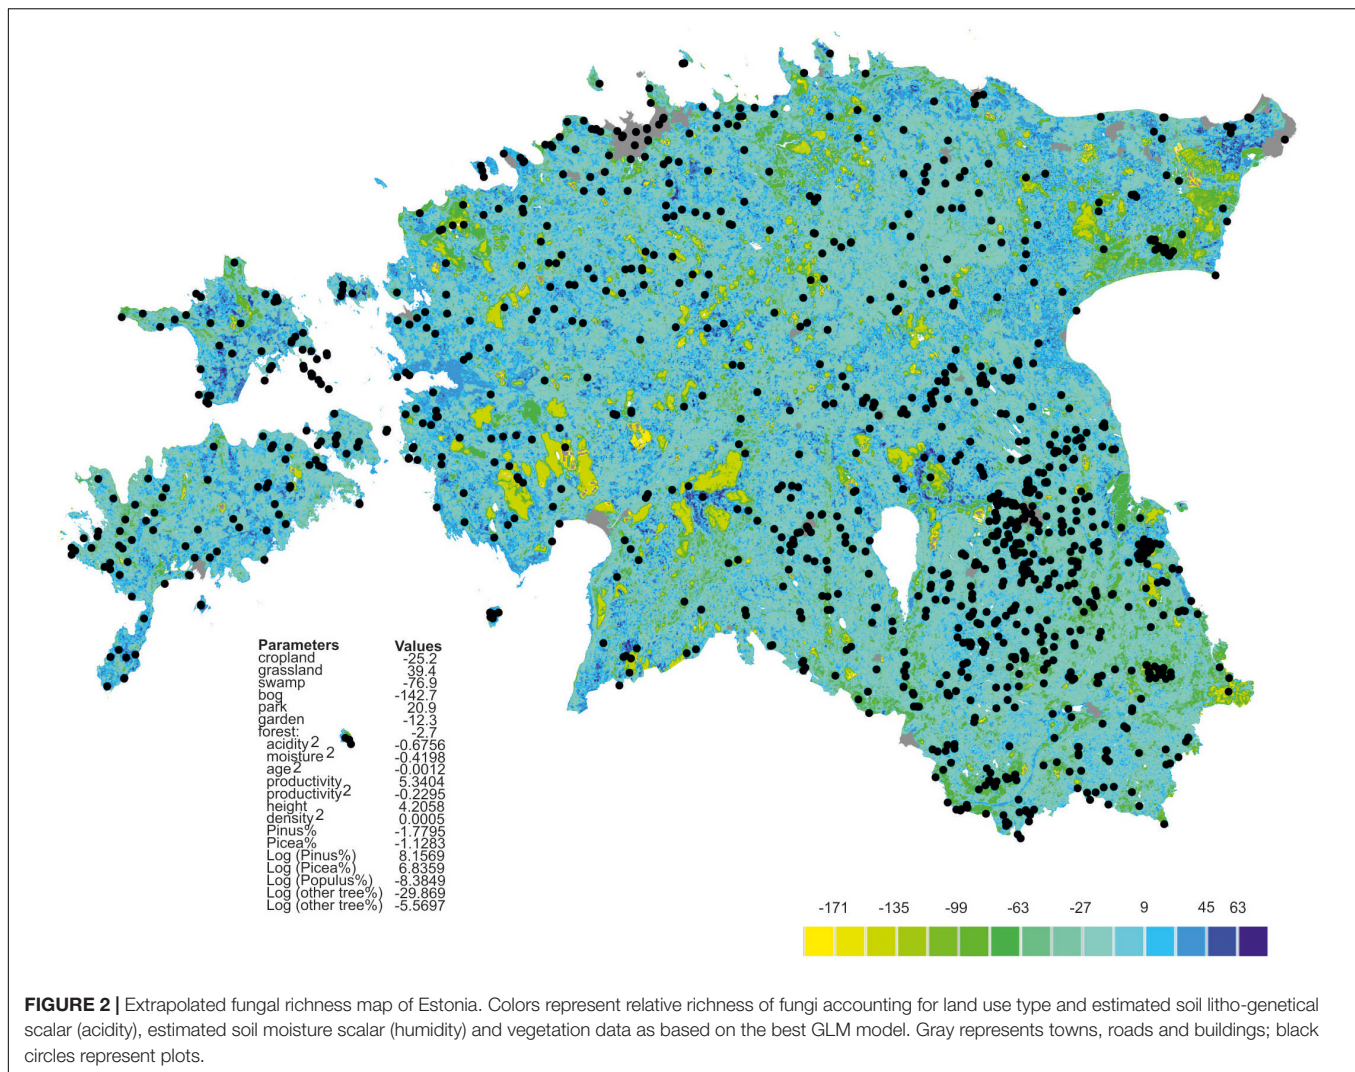 Parameters Values
cropland -25.2
grassland 39.4
swamp -76.9
bog -142.7
park 20.9
garden -12.3
forest: -2.7
acidity2 -0.6756
moisture2 -0.4198
age2 -0.0012
productivity 5.3404
productivity2 -0.2295
height 4.2058
density2 0.0005
Pinus% -1.7795
Picea% -1.1283
Log (Pinus%) 8.1569
Log (Picea%) 6.8359
Log (Populus%) -8.3849
Log (other tree%) -29.869
Log (other tree%) -5.5697
-171 -135 -99 -63 -27 9 45 63
FIGURE 2 | Extrapolated fungal richness map of Estonia. Colors represent relative richness of fungi accounting for land use type and estimated soil litho-genetical
scalar (acidity), estimated soil moisture scalar (humidity) and vegetation data as based on the best GLM model. Gray represents towns, roads and buildings; black
circles represent plots.